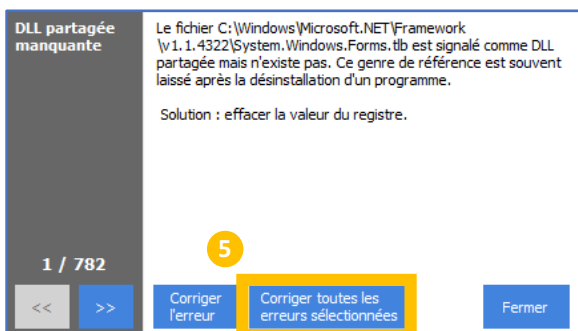 DLL partagée
manquante
Le fichier C:\Windows\Microsoft.NET\Framework
\v1.1.4322\System.Windows.Forms.tlb est signalé comme DLL
partagée mais n'existe pas. Ce genre de référence est souvent
laissé après la désinstallation d'un programme.
Solution : effacer la valeur du registre.
1 / 782
5
<<
>>
Corriger
l'erreur
Corriger toutes les
erreurs sélectionnées
Fermer